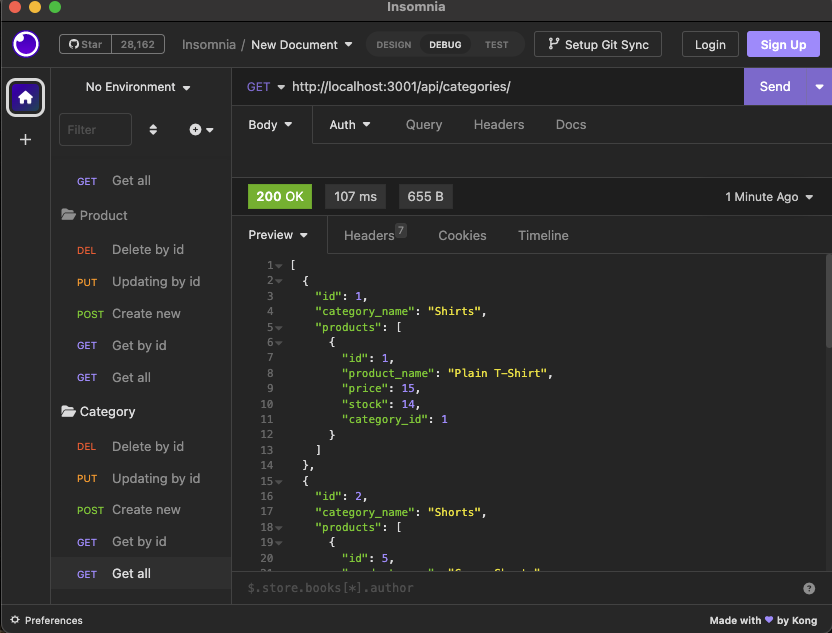 Insomnia
Star 28,162 Insomnia / New Document DESIGN DEBUG TEST Setup Git Sync Login Sign Up
No Environment
GET http://localhost:3001/api/categories/ Send
Filter
Body Auth Query Headers Docs
200 OK 107 ms 655 B 1 Minute Ago
Preview Headers 7 Cookies Timeline
GET Get all
Product
DEL Delete by id
PUT Updating by id
POST Create new
GET Get by id
GET Get all
Category
DEL Delete by id
PUT Updating by id
POST Create new
GET Get by id
GET Get all
1 [
2 {
3 "id": 1,
4 "category_name": "Shirts",
5 "products": [
6 {
7 "id": 1,
8 "product_name": "Plain T-Shirt",
9 "price": 15,
10 "stock": 14,
11 "category_id": 1
12 }
13 ]
14 },
15 {
16 "id": 2,
17 "category_name": "Shorts",
18 "products": [
19 {
20 "id": 5,
$.store.books[*].author
Preferences
Made with ♥ by Kong